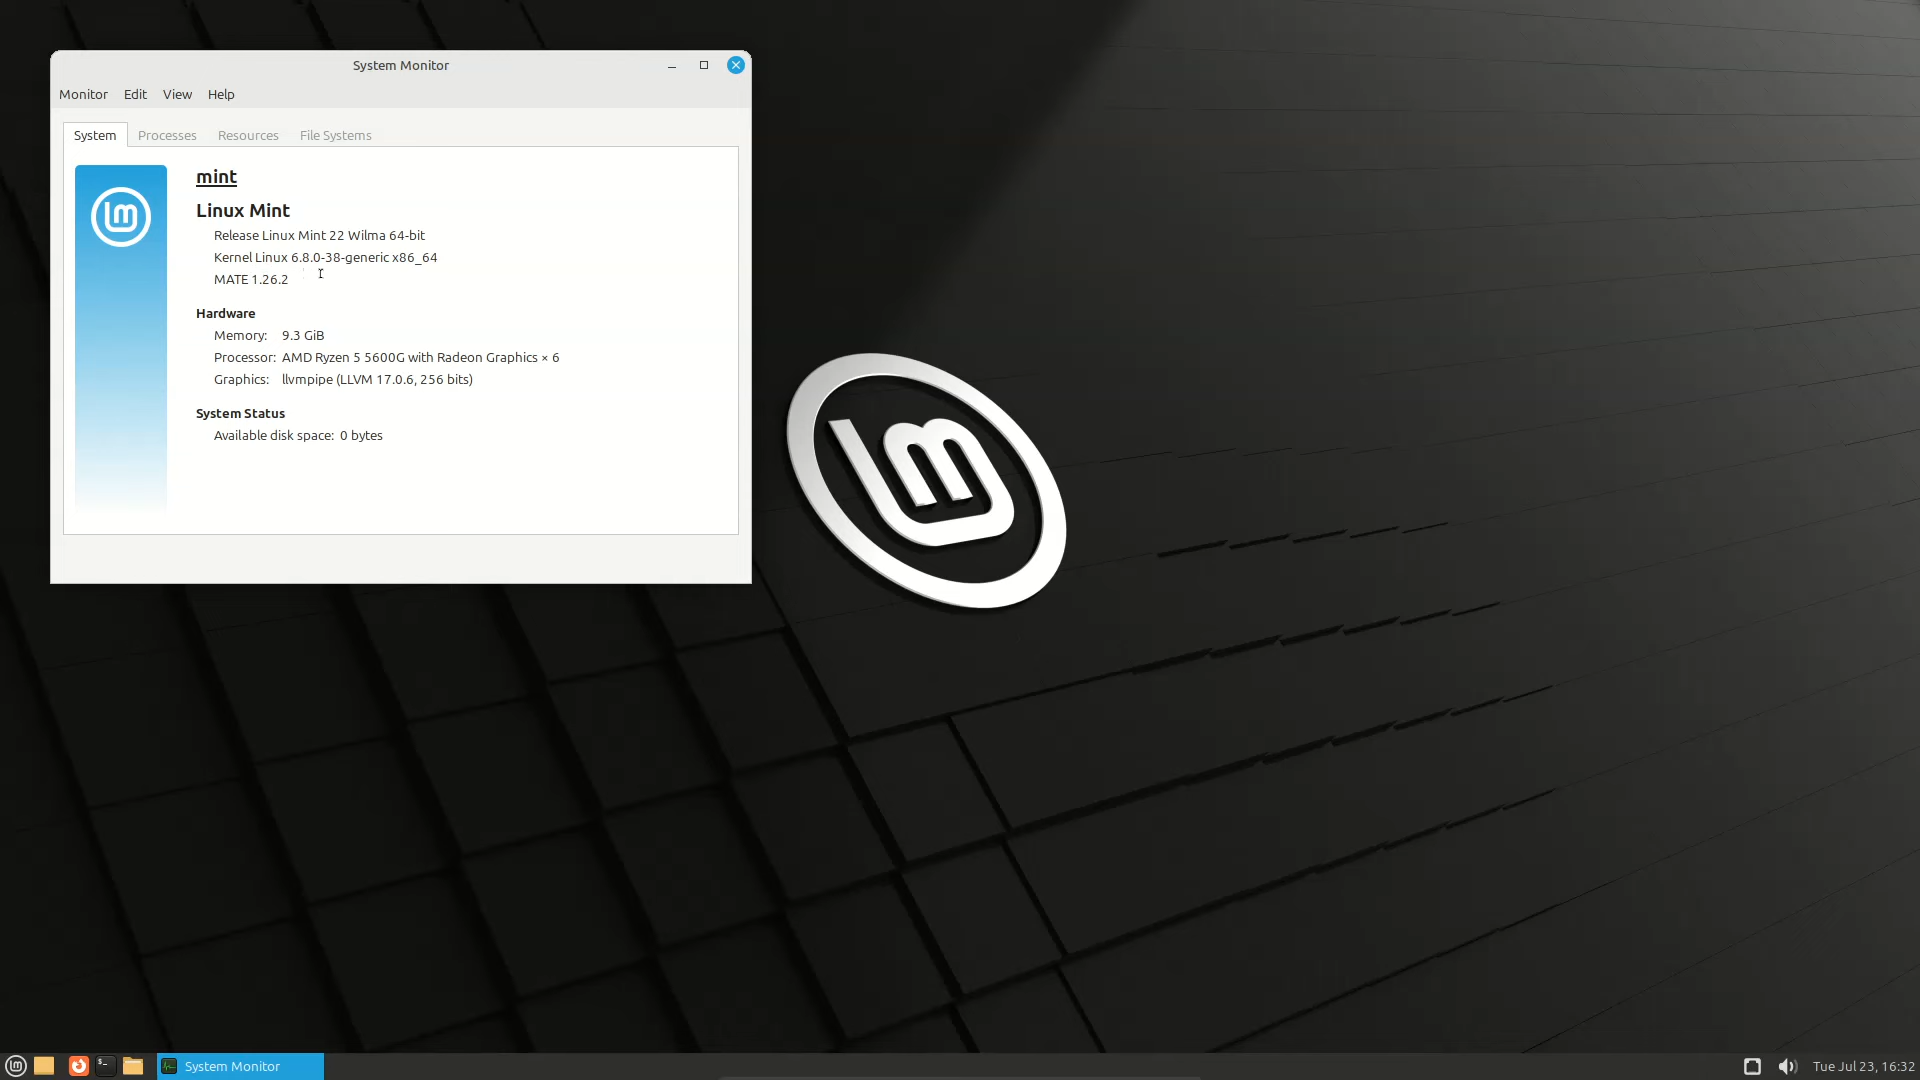 System Monitor
Monitor Edit View Help
System Processes Resources File Systems
mint
Linux Mint
Release Linux Mint 22 Wilma 64-bit
Kernel Linux 6.8.0-38-generic x86_64
MATE 1.26.2
Hardware
Memory: 9.3 GiB
Processor: AMD Ryzen 5 5600G with Radeon Graphics × 6
Graphics: llvmpipe (LLVM 17.0.6, 256 bits)
System Status
Available disk space: 0 bytes
System Monitor
Tue Jul 23, 16:32